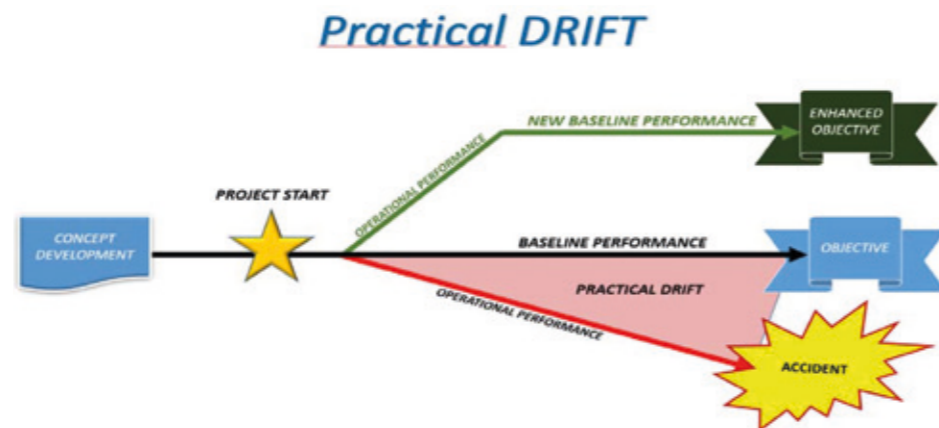 Practical DRIFT
ENHANCED
OBJECTIVE
NEW BASELINE PERFORMANCE
OPERATIONAL PERFORMANCE
PROJECT START
CONCEPT
DEVELOPMENT
BASELINE PERFORMANCE
OBJECTIVE
PRACTICAL DRIFT
OPERATIONAL PERFORMANCE
ACCIDENT